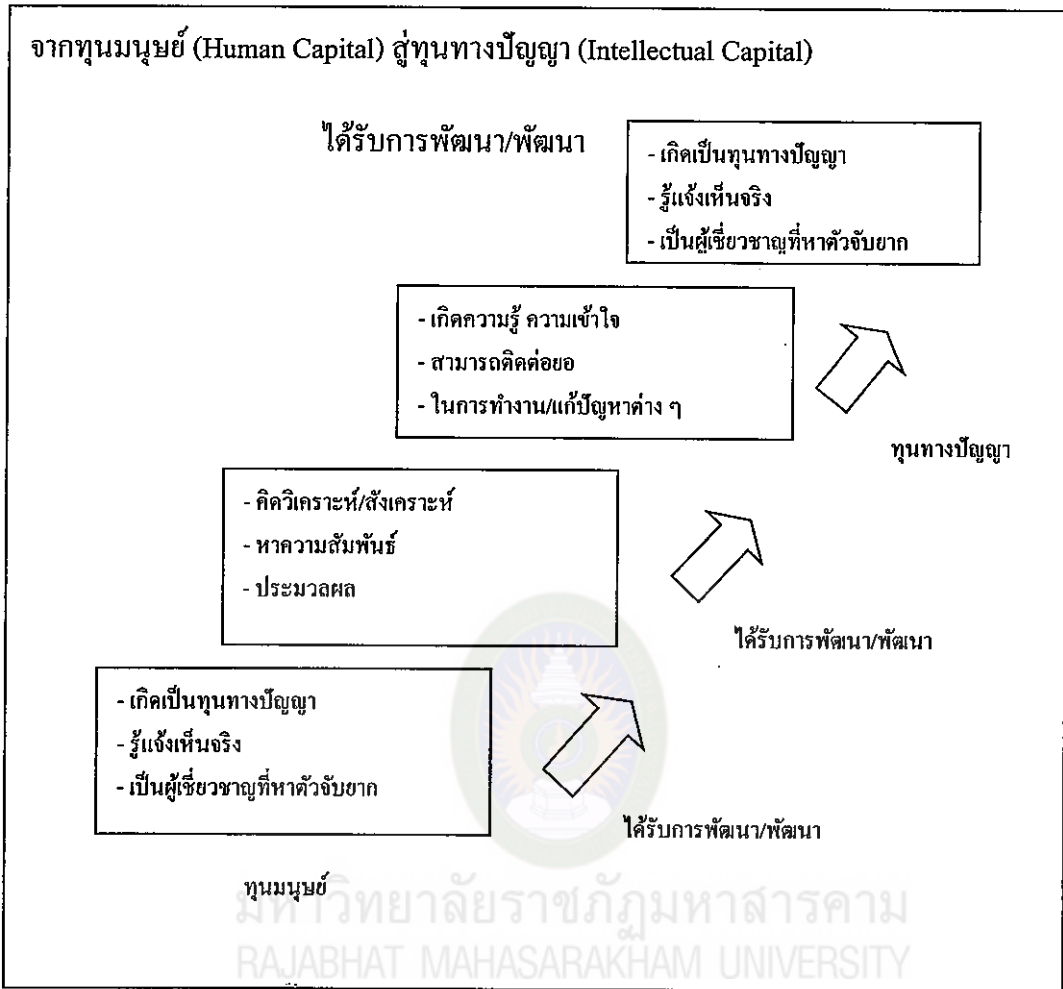 จากทุนมนุษย์ (Human Capital) สู่ทุนทางปัญญา (Intellectual Capital)
ได้รับการพัฒนา/พัฒนา
- เกิดเป็นทุนทางปัญญา
- รู้แจ้งเห็นจริง
- เป็นผู้เชี่ยวชาญที่หาตัวจับยาก
- เกิดความรู้ ความเข้าใจ
- สามารถติดต่อยอ
- ในการทำงาน/แก้ปัญหาต่าง ๆ
ทุนทางปัญญา
- คิดวิเคราะห์/สังเคราะห์
- หาความสัมพันธ์
- ประมวลผล
ได้รับการพัฒนา/พัฒนา
- เกิดเป็นทุนทางปัญญา
- รู้แจ้งเห็นจริง
- เป็นผู้เชี่ยวชาญที่หาตัวจับยาก
ได้รับการพัฒนา/พัฒนา
ทุนมนุษย์
มหาวิทยาลัยราชภัฏมหาสารคาม
RAJABHAT MAHASARAKHAM UNIVERSITY